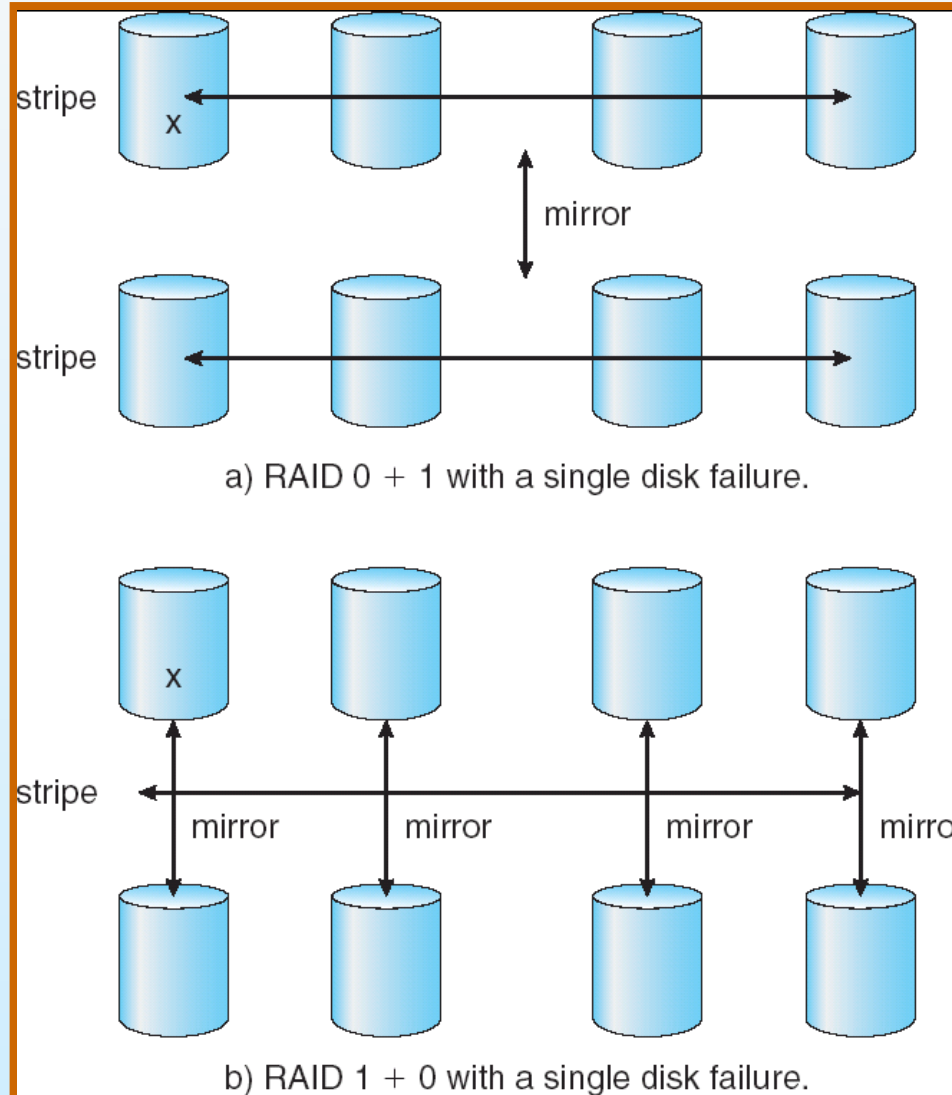 stripe
x
mirror
stripe
a) RAID 0 + 1 with a single disk failure.
x
stripe
mirror mirror mirror mirro
b) RAID 1 + 0 with a single disk failure.